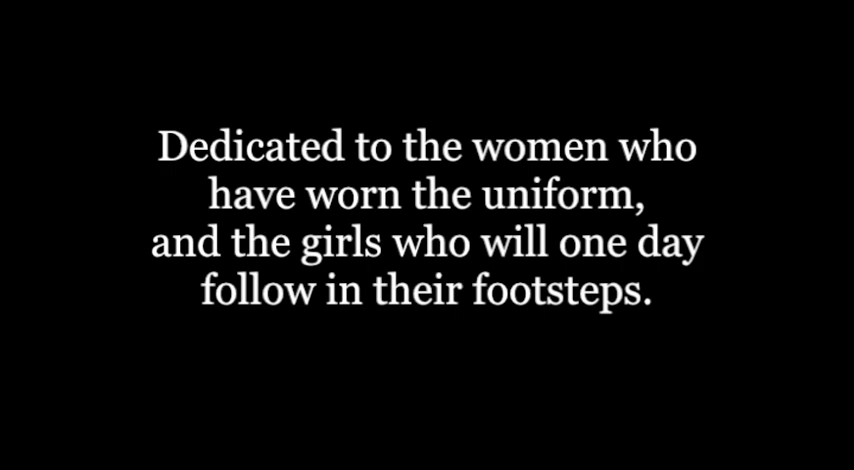 Dedicated to the women who
have worn the uniform,
and the girls who will one day
follow in their footsteps.